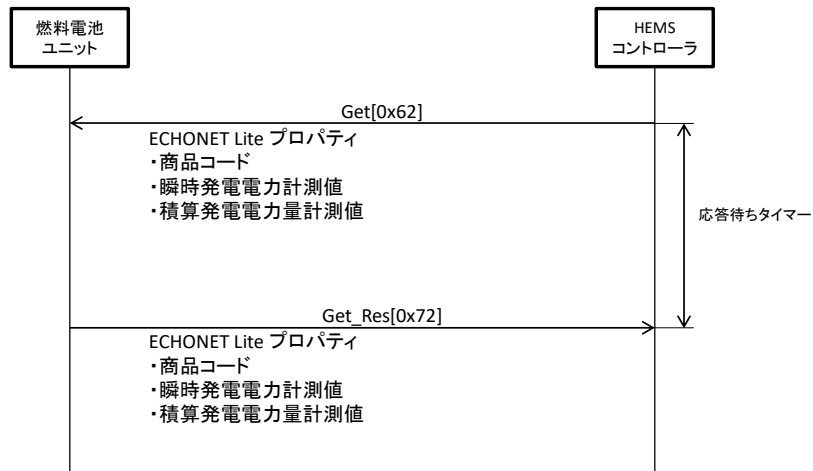 燃料電池
ユニット
HEMS
コントローラ
Get[0x62]
ECHONET Lite プロパティ
・商品コード
・瞬時発電電力計測値
・積算発電電力量計測値
応答待ちタイマー
Get_Res[0x72]
ECHONET Lite プロパティ
・商品コード
・瞬時発電電力計測値
・積算発電電力量計測値